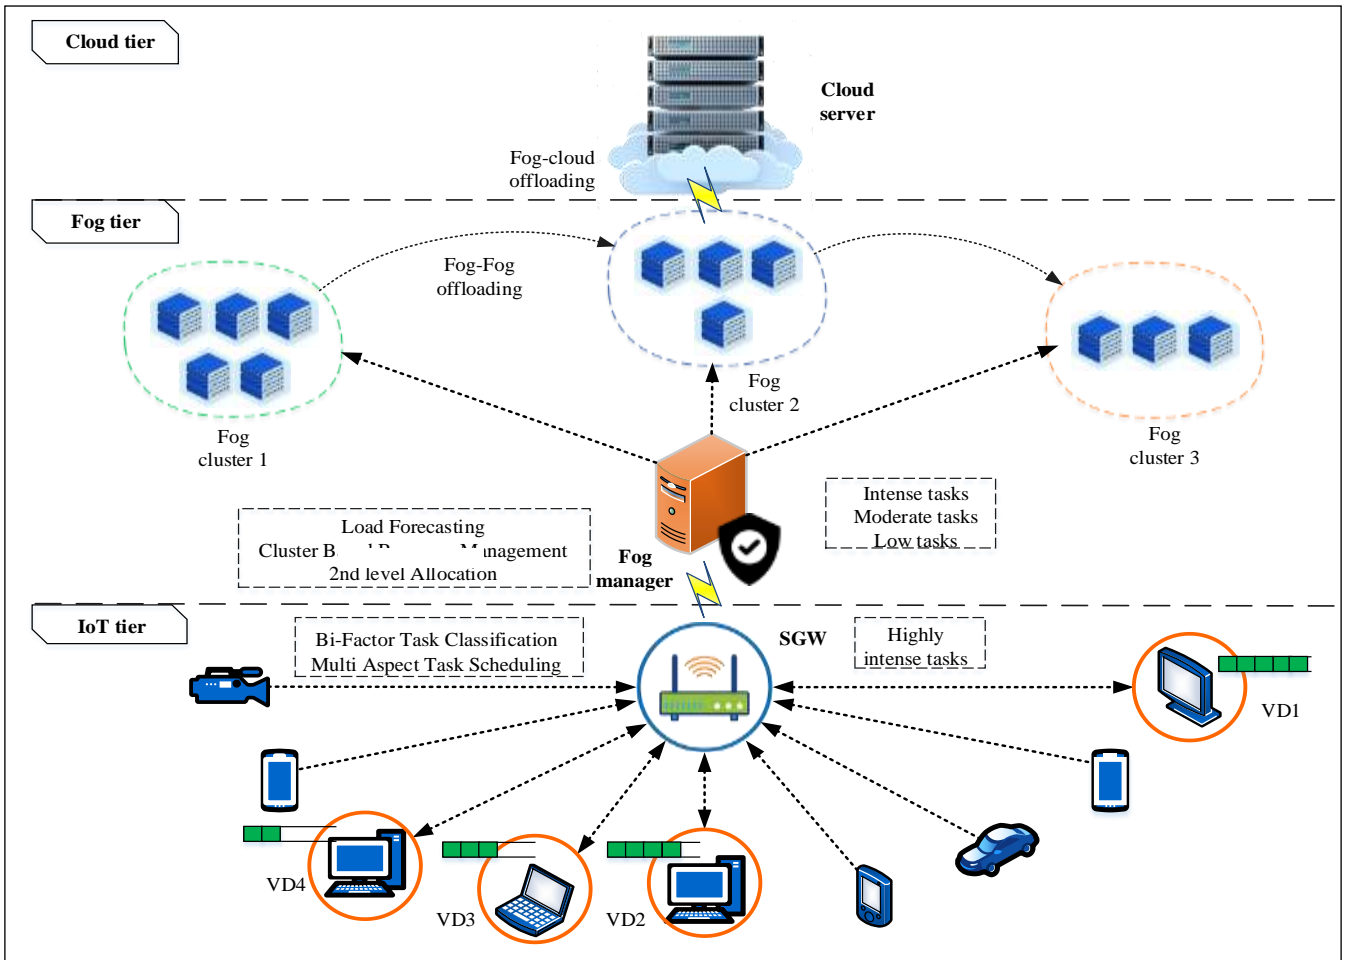 Cloud tier
Cloud
server
Fog-cloud
offloading
Fog tier
Fog-Fog
offloading
Fog
cluster 1
Fog
cluster 2
Fog
cluster 3
Intense tasks
Moderate tasks
Low tasks
Load Forecasting
Cluster Management
2nd level Allocation
Fog
manager
IoT tier
Bi-Factor Task Classification
Multi Aspect Task Scheduling
SGW
Highly
intense tasks
VD1
VD4
VD3
VD2